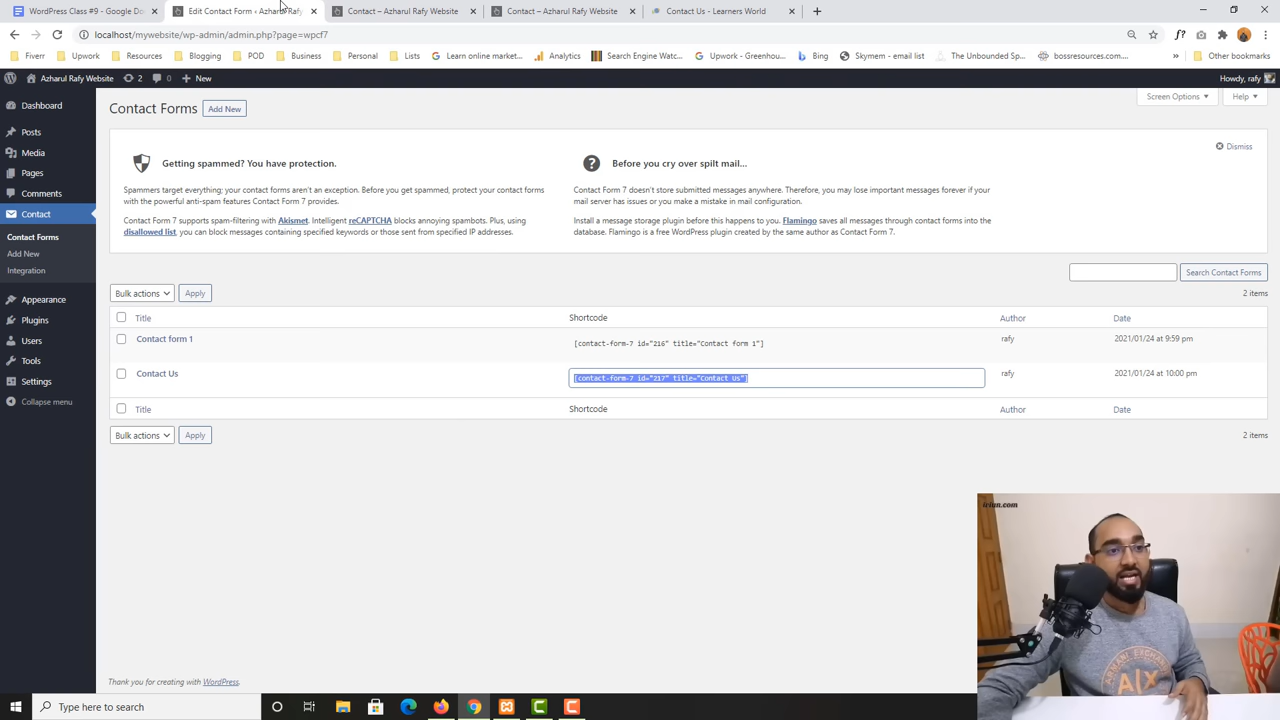 WordPress Class #9 - Google Do
Edit Contact Form ‹ Azharul Rafy
Contact – Azharul Rafy Website
Contact – Azharul Rafy Website
Contact Us - Learners World
localhost/mywebsite/wp-admin/admin.php?page=wpcf7
Fiverr
Upwork
Resources
Blogging
POD
Business
Personal
Lists
Learn online market...
Analytics
Search Engine Watc...
Upwork - Greenhou...
Bing
Skymem - email list
The Unbounded Sp...
bossresources.com...
Other bookmarks
Azharul Rafy Website
2
0
New
Howdy, rafy
Dashboard
Posts
Media
Pages
Comments
Contact
Contact Forms
Add New
Integration
Appearance
Plugins
Users
Tools
Settings
Collapse menu
Contact Forms
Add New
Screen Options
Help
Dismiss
Getting spammed? You have protection.
Spammers target everything; your contact forms aren't an exception. Before you get spammed, protect your contact forms
with the powerful anti-spam features Contact Form 7 provides.
Contact Form 7 supports spam-filtering with Akismet. Intelligent reCAPTCHA blocks annoying spambots. Plus, using
disallowed list, you can block messages containing specified keywords or those sent from specified IP addresses.
Before you cry over spilt mail...
Contact Form 7 doesn't store submitted messages anywhere. Therefore, you may lose important messages forever if your
mail server has issues or you make a mistake in mail configuration.
Install a message storage plugin before this happens to you. Flamingo saves all messages through contact forms into the
database. Flamingo is a free WordPress plugin created by the same author as Contact Form 7.
Search Contact Forms
Bulk actions
Apply
2 items
Title
Shortcode
Author
Date
Contact form 1
[contact-form-7 id="216" title="Contact form 1"]
rafy
2021/01/24 at 9:59 pm
Contact Us
[contact-form-7 id="217" title="Contact Us"]
rafy
2021/01/24 at 10:00 pm
Title
Shortcode
Author
Date
Bulk actions
Apply
2 items
Thank you for creating with WordPress.
iriun.com
ARMANI EXCHANGE
A|X
Type here to search